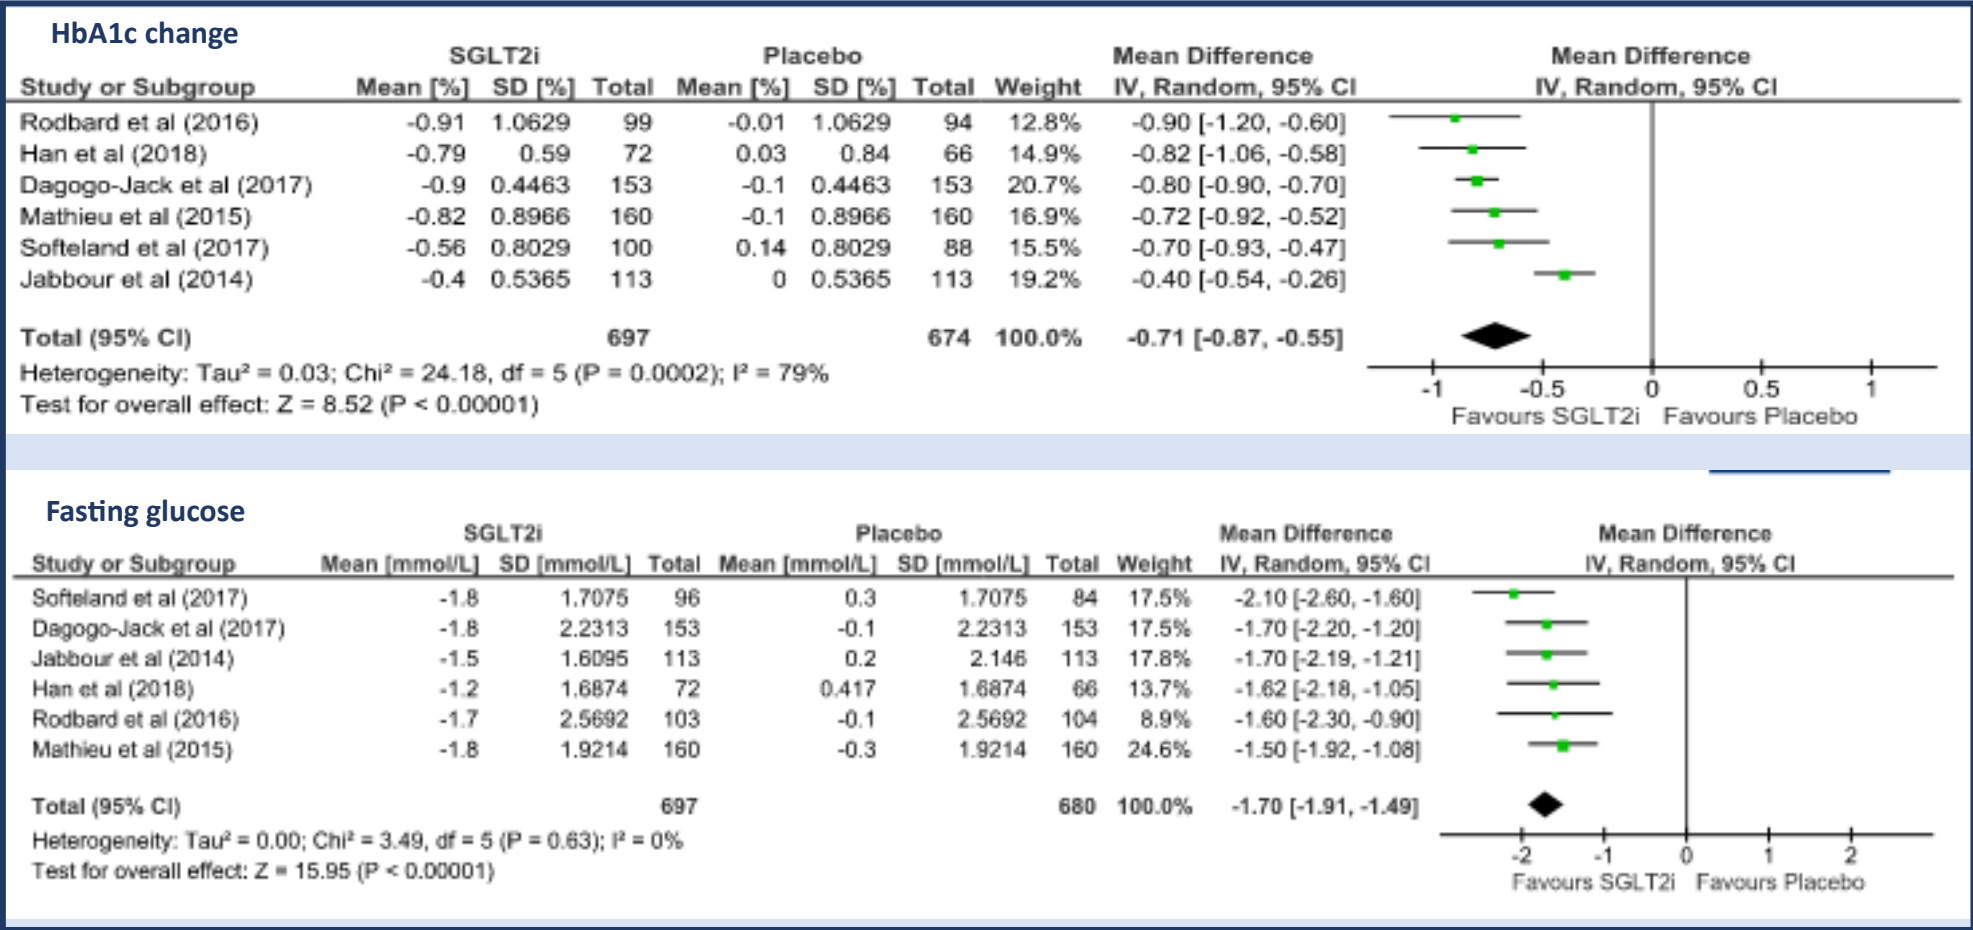 HbA1c change
SGLT2i Placebo Mean Difference Mean Difference
Study or Subgroup Mean [%] SD [%] Total Mean [%] SD [%] Total Weight IV, Random, 95% CI IV, Random, 95% CI
Rodbard et al (2016) -0.91 1.0629 99 -0.01 1.0629 94 12.8% -0.90 [-1.20, -0.60]
Han et al (2018) -0.79 0.59 72 0.03 0.84 66 14.9% -0.82 [-1.06, -0.58]
Dagogo-Jack et al (2017) -0.9 0.4463 153 -0.1 0.4463 153 20.7% -0.80 [-0.90, -0.70]
Mathieu et al (2015) -0.82 0.8966 160 -0.1 0.8966 160 16.9% -0.72 [-0.92, -0.52]
Softeland et al (2017) -0.56 0.8029 100 0.14 0.8029 88 15.5% -0.70 [-0.93, -0.47]
Jabbour et al (2014) -0.4 0.5365 113 0 0.5365 113 19.2% -0.40 [-0.54, -0.26]
Total (95% CI) 697 674 100.0% -0.71 [-0.87, -0.55]
Heterogeneity: Tau² = 0.03; Chi² = 24.18, df = 5 (P = 0.0002); I² = 79%
Test for overall effect: Z = 8.52 (P < 0.00001)
-1 -0.5 0 0.5 1
Favours SGLT2i Favours Placebo
Fasting glucose
SGLT2i Placebo Mean Difference Mean Difference
Study or Subgroup Mean [mmol/L] SD [mmol/L] Total Mean [mmol/L] SD [mmol/L] Total Weight IV, Random, 95% CI IV, Random, 95% CI
Softeland et al (2017) -1.8 1.7075 96 0.3 1.7075 84 17.5% -2.10 [-2.60, -1.60]
Dagogo-Jack et al (2017) -1.8 2.2313 153 -0.1 2.2313 153 17.5% -1.70 [-2.20, -1.20]
Jabbour et al (2014) -1.5 1.6095 113 0.2 2.146 113 17.8% -1.70 [-2.19, -1.21]
Han et al (2018) -1.2 1.6874 72 0.417 1.6874 66 13.7% -1.62 [-2.18, -1.05]
Rodbard et al (2016) -1.7 2.5692 103 -0.1 2.5692 104 8.9% -1.60 [-2.30, -0.90]
Mathieu et al (2015) -1.8 1.9214 160 -0.3 1.9214 160 24.6% -1.50 [-1.92, -1.08]
Total (95% CI) 697 680 100.0% -1.70 [-1.91, -1.49]
Heterogeneity: Tau² = 0.00; Chi² = 3.49, df = 5 (P = 0.63); I² = 0%
Test for overall effect: Z = 15.95 (P < 0.00001)
-2 -1 0 1 2
Favours SGLT2i Favours Placebo